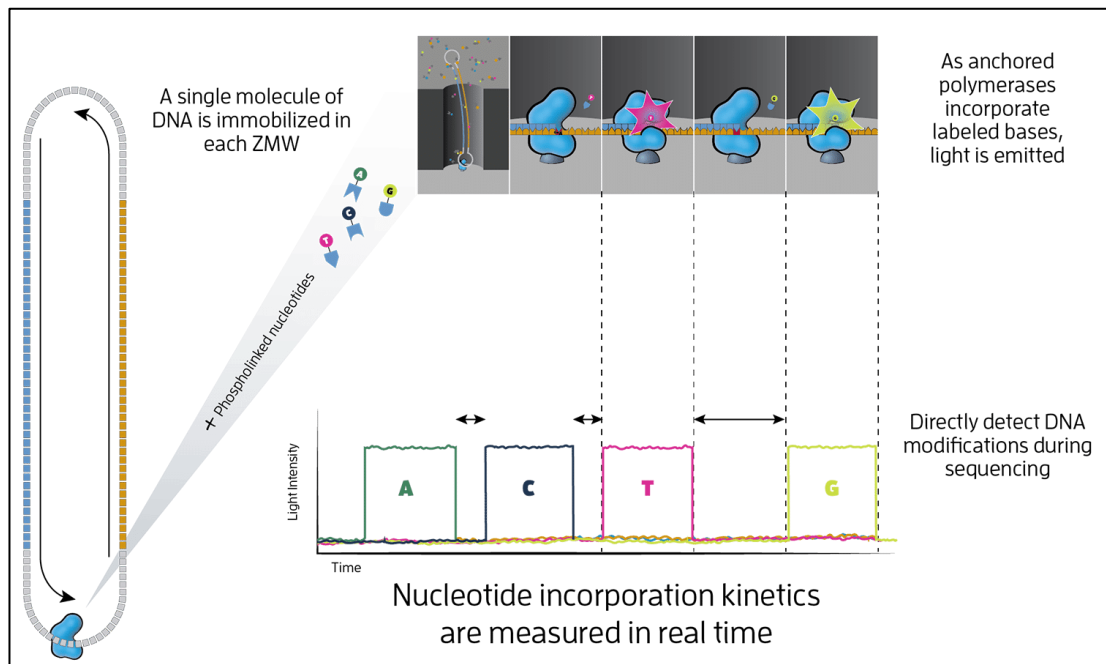 A single molecule of
DNA is immobilized in
each ZMW
As anchored
polymerases
incorporate
labeled bases,
light is emitted
T
T
G
G
A
G
C
T
+ Phospholinked nucleotides
Directly detect DNA
modifications during
sequencing
Light Intensity
A
C
T
G
Time
Nucleotide incorporation kinetics
are measured in real time